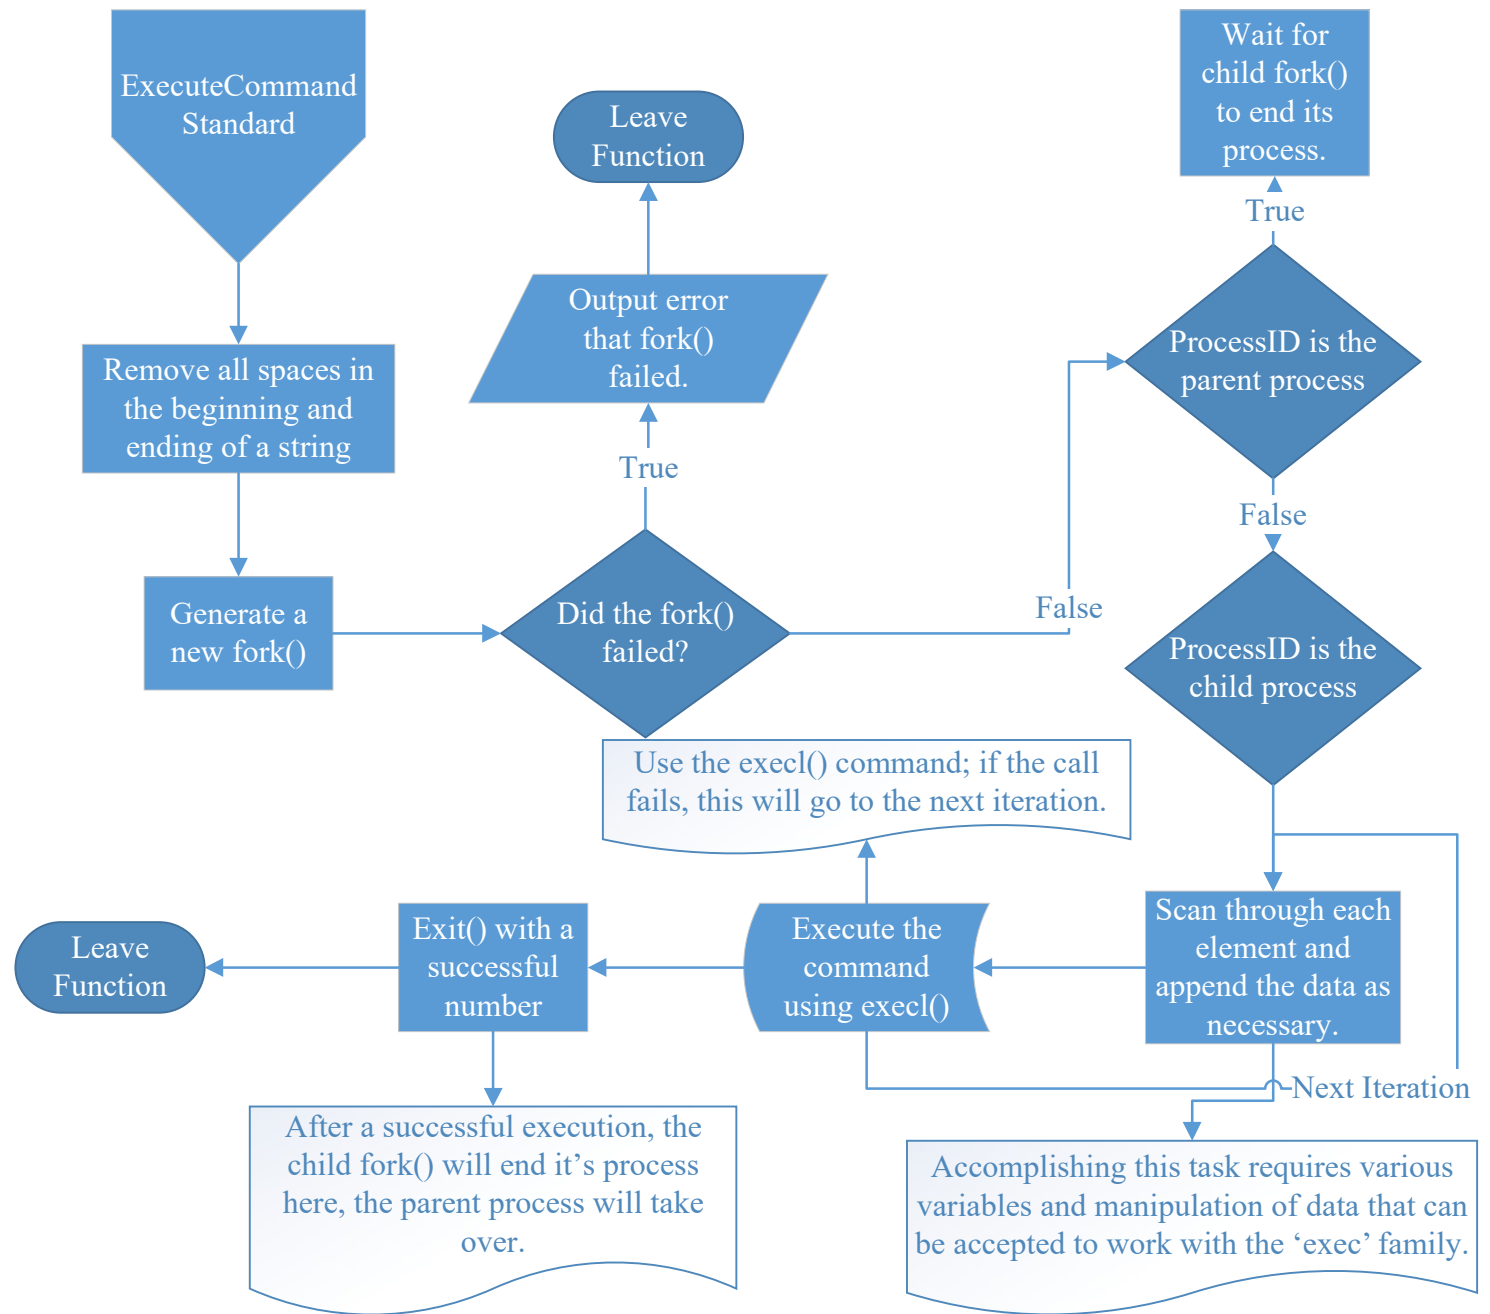 ExecuteCommand
Standard
Remove all spaces in
the beginning and
ending of a string
Generate a
new fork()
Did the fork()
failed?
True
Output error
that fork()
failed.
Leave
Function
False
ProcessID is the
parent process
True
Wait for
child fork()
to end its
process.
False
ProcessID is the
child process
Scan through each
element and
append the data as
necessary.
Accomplishing this task requires various
variables and manipulation of data that can
be accepted to work with the ‘exec’ family.
Execute the
command
using execl()
Use the execl() command; if the call
fails, this will go to the next iteration.
Next Iteration
Exit() with a
successful
number
After a successful execution, the
child fork() will end it’s process
here, the parent process will take
over.
Leave
Function